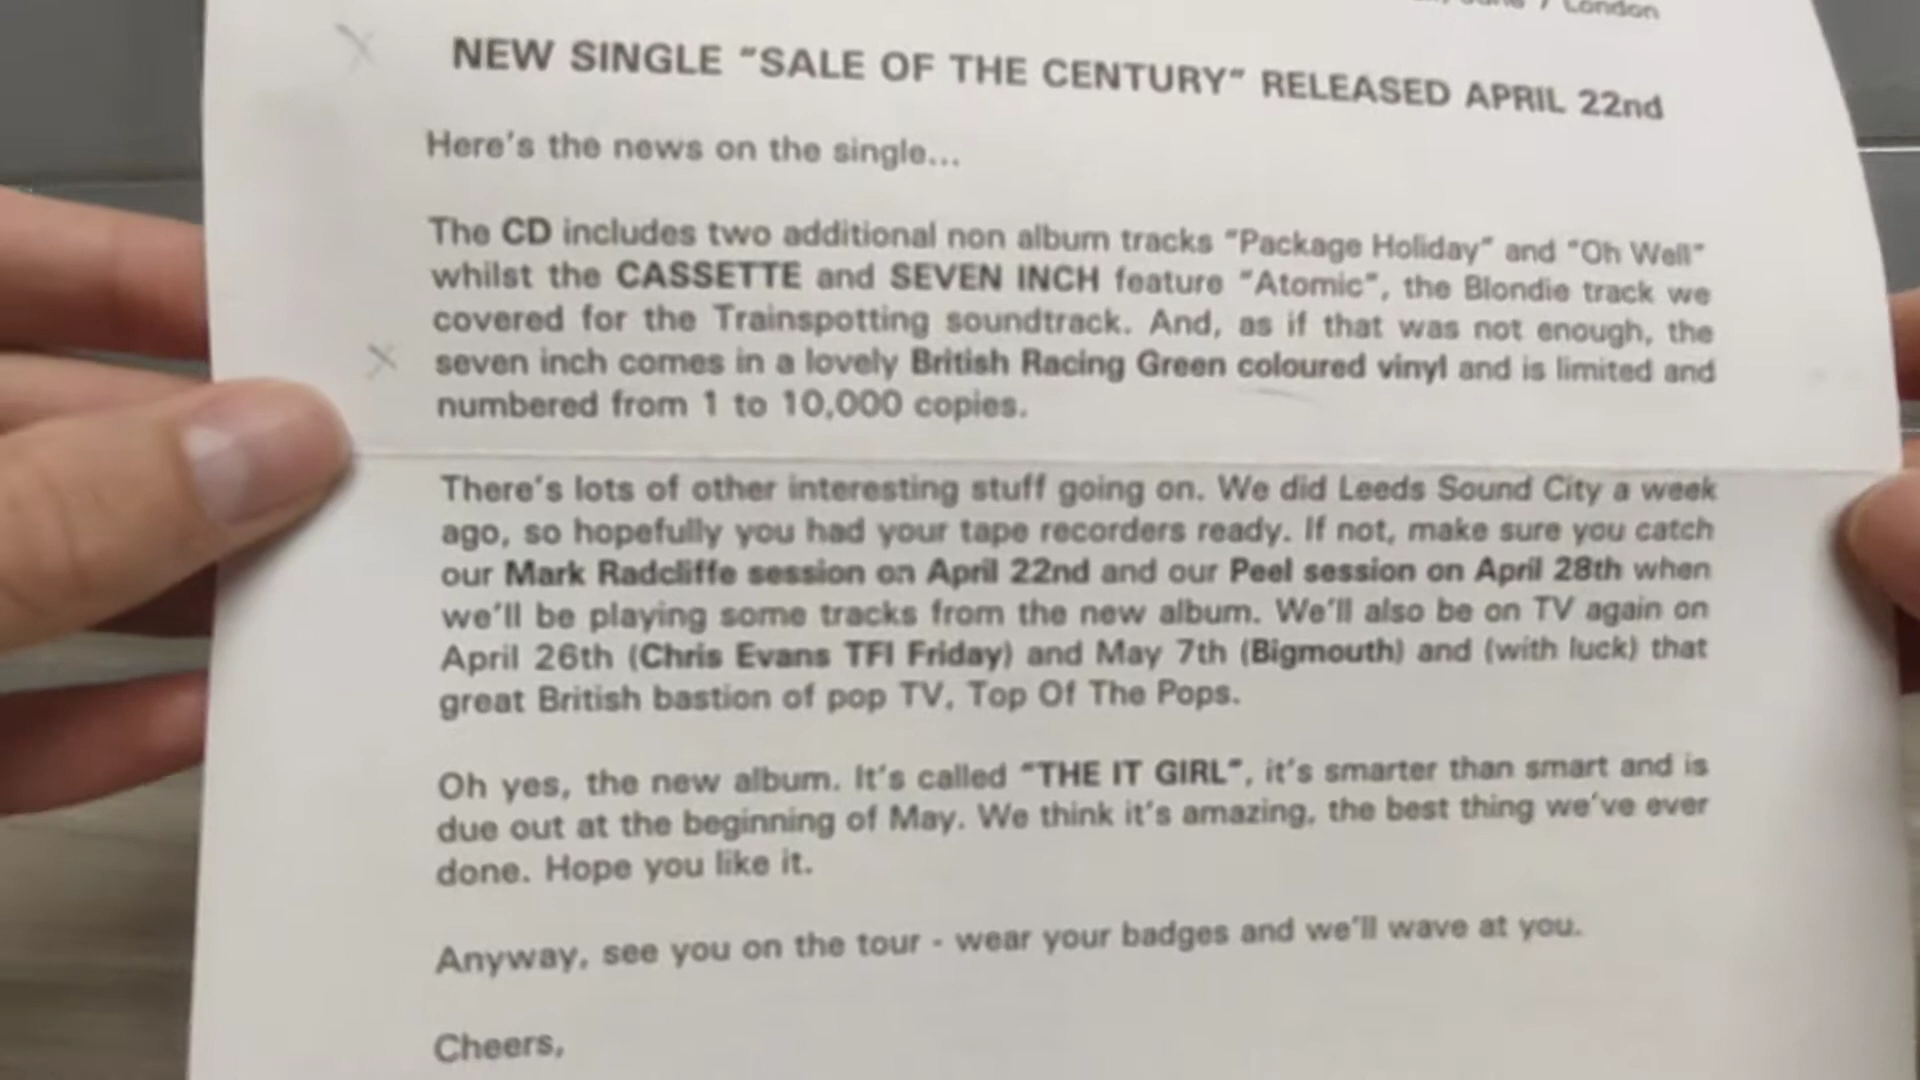 7 London
NEW SINGLE "SALE OF THE CENTURY" RELEASED APRIL 22nd
Here's the news on the single...
The CD includes two additional non album tracks "Package Holiday" and "Oh Well"
whilst the CASSETTE and SEVEN INCH feature "Atomic", the Blondie track we
covered for the Trainspotting soundtrack. And, as if that was not enough, the
seven inch comes in a lovely British Racing Green coloured vinyl and is limited and
numbered from 1 to 10,000 copies.
There's lots of other interesting stuff going on. We did Leeds Sound City a week
ago, so hopefully you had your tape recorders ready. If not, make sure you catch
our Mark Radcliffe session on April 22nd and our Peel session on April 28th when
we'll be playing some tracks from the new album. We'll also be on TV again on
April 26th (Chris Evans TFI Friday) and May 7th (Bigmouth) and (with luck) that
great British bastion of pop TV, Top Of The Pops.
Oh yes, the new album. It's called "THE IT GIRL", it's smarter than smart and is
due out at the beginning of May. We think it's amazing, the best thing we've ever
done. Hope you like it.
Anyway, see you on the tour - wear your badges and we'll wave at you.
Cheers,